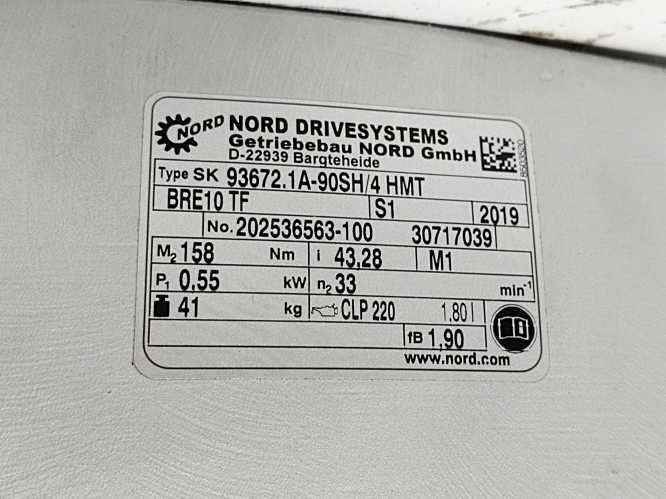 NORD
NORD DRIVESYSTEMS
Getriebebau NORD GmbH
D-22939 Bargteheide
Type SK 93672.1A-90SH/4 HMT
BRE10 TF S1 2019
No. 202536563-100 30717039
M2 158 Nm i 43,28 M1
P1 0,55 kW n2 33 min-1
41 kg CLP 220 1,80 l
fB 1,90
www.nord.com